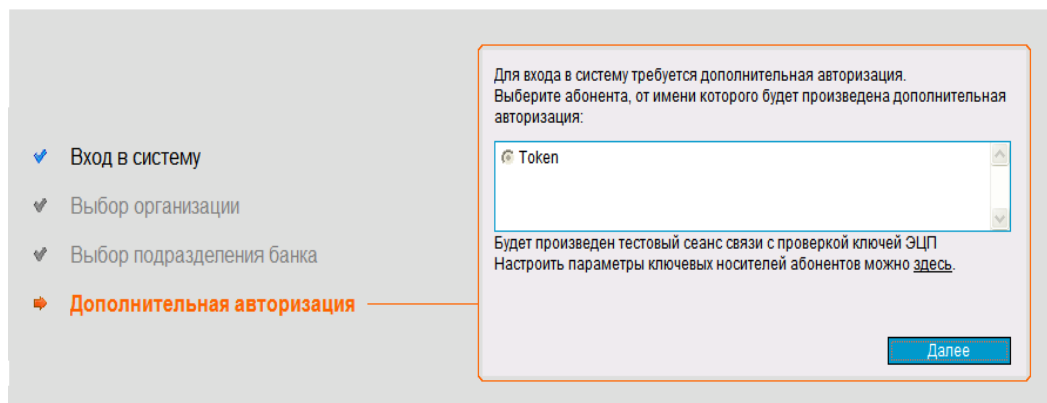 Вход в систему
Выбор организации
Выбор подразделения банка
Дополнительная авторизация
Для входа в систему требуется дополнительная авторизация.
Выберите абонента, от имени которого будет произведена дополнительная
авторизация:
Token
Будет произведен тестовый сеанс связи с проверкой ключей ЭЦП
Настроить параметры ключевых носителей абонентов можно здесь.
Далее